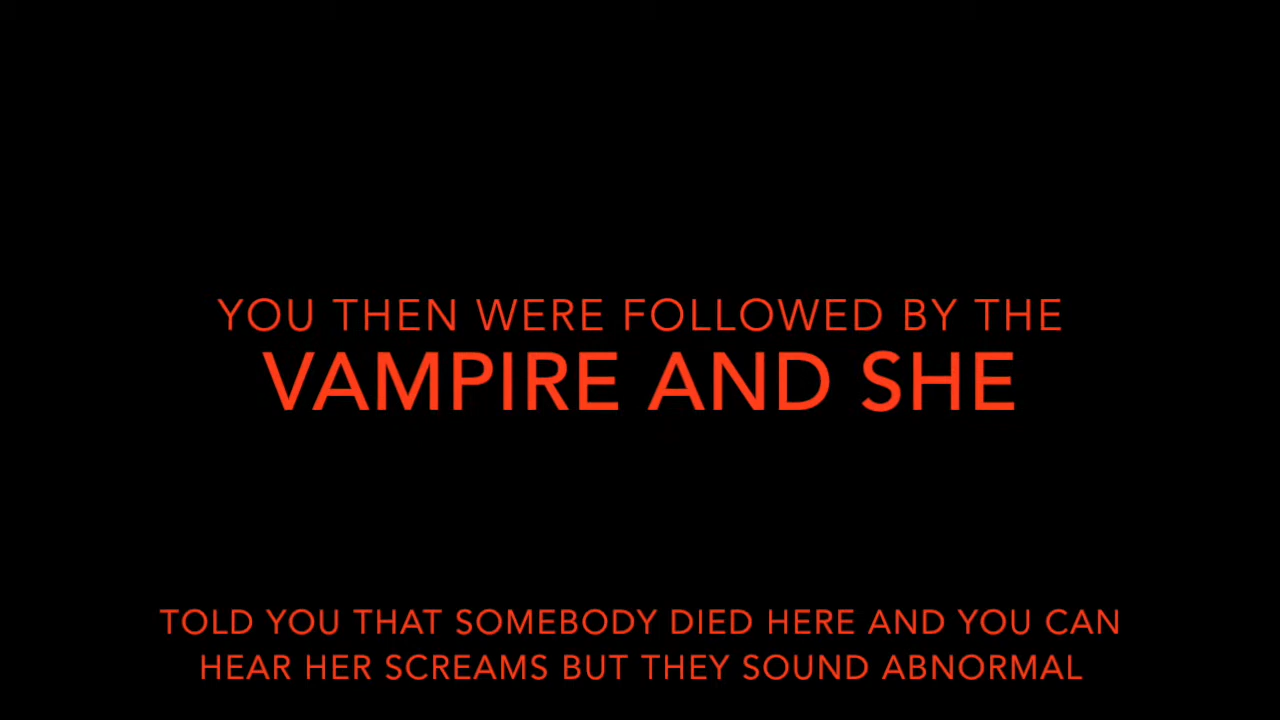 YOU THEN WERE FOLLOWED BY THE
VAMPIRE AND SHE
TOLD YOU THAT SOMEBODY DIED HERE AND YOU CAN
HEAR HER SCREAMS BUT THEY SOUND ABNORMAL